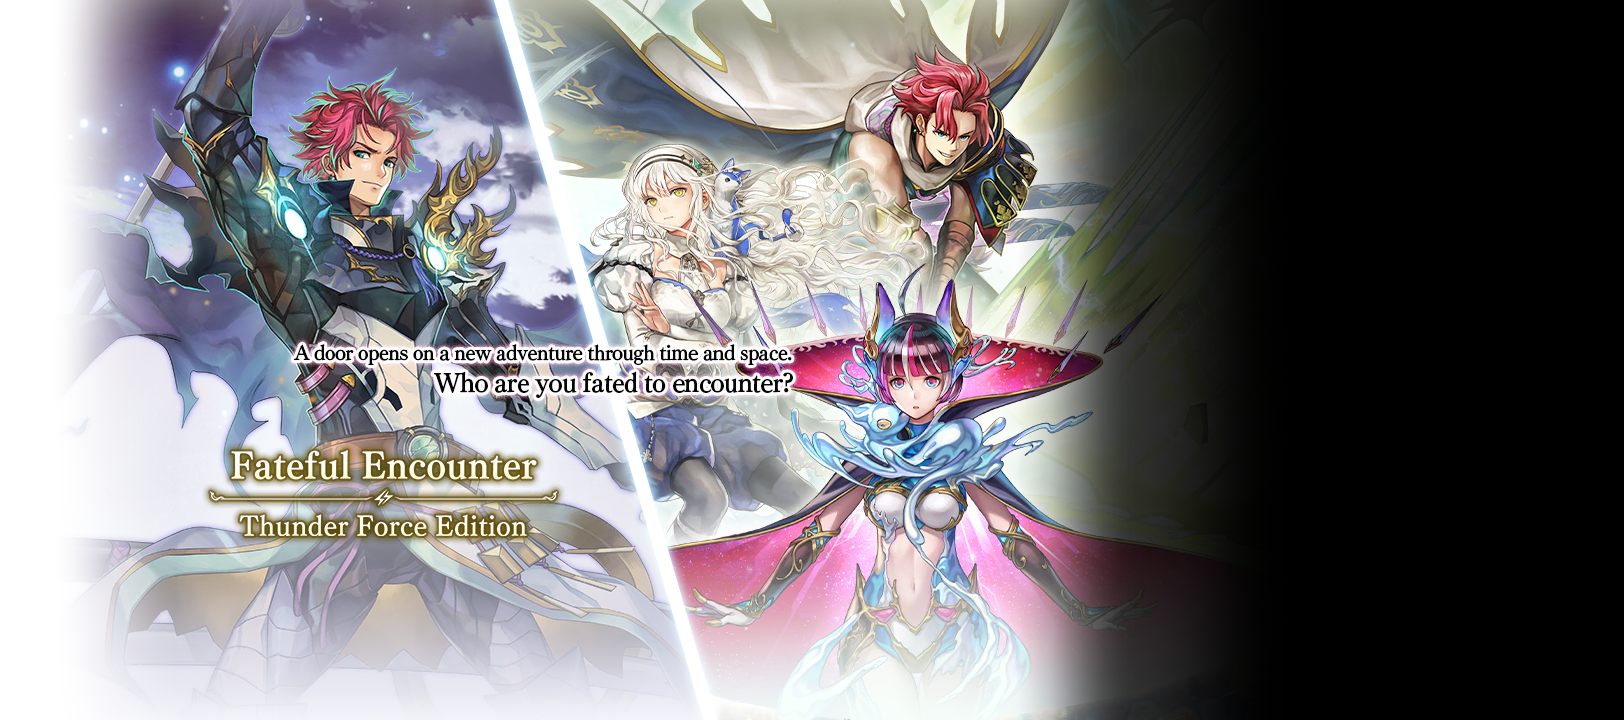 A door opens on a new adventure through time and space.
Who are you fated to encounter?
Fateful Encounter
Thunder Force Edition